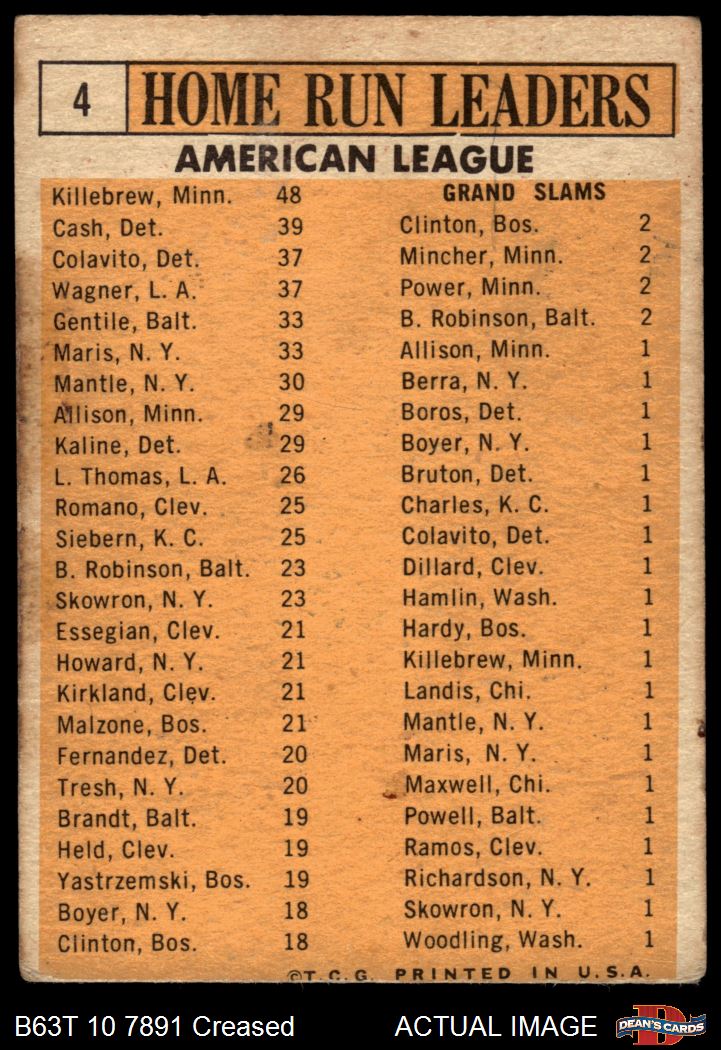 4 HOME RUN LEADERS
AMERICAN LEAGUE
Killebrew, Minn. 48
Cash, Det. 39
Colavito, Det. 37
Wagner, L. A. 37
Gentile, Balt. 33
Maris, N. Y. 33
Mantle, N. Y. 30
Allison, Minn. 29
Kaline, Det. 29
L. Thomas, L. A. 26
Romano, Clev. 25
Siebern, K. C. 25
B. Robinson, Balt. 23
Skowron, N. Y. 23
Essegian, Clev. 21
Howard, N. Y. 21
Kirkland, Clev. 21
Malzone, Bos. 21
Fernandez, Det. 20
Tresh, N. Y. 20
Brandt, Balt. 19
Held, Clev. 19
Yastrzemski, Bos. 19
Boyer, N. Y. 18
Clinton, Bos. 18
GRAND SLAMS
Clinton, Bos. 2
Mincher, Minn. 2
Power, Minn. 2
B. Robinson, Balt. 2
Allison, Minn. 1
Berra, N. Y. 1
Boros, Det. 1
Boyer, N. Y. 1
Bruton, Det. 1
Charles, K. C. 1
Colavito, Det. 1
Dillard, Clev. 1
Hamlin, Wash. 1
Hardy, Bos. 1
Killebrew, Minn. 1
Landis, Chi. 1
Mantle, N. Y. 1
Maris, N. Y. 1
Maxwell, Chi. 1
Powell, Balt. 1
Ramos, Clev. 1
Richardson, N. Y. 1
Skowron, N. Y. 1
Woodling, Wash. 1
©T.C.G. PRINTED IN U.S.A.
B63T 10 7891 Creased ACTUAL IMAGE DEAN'S CARDS